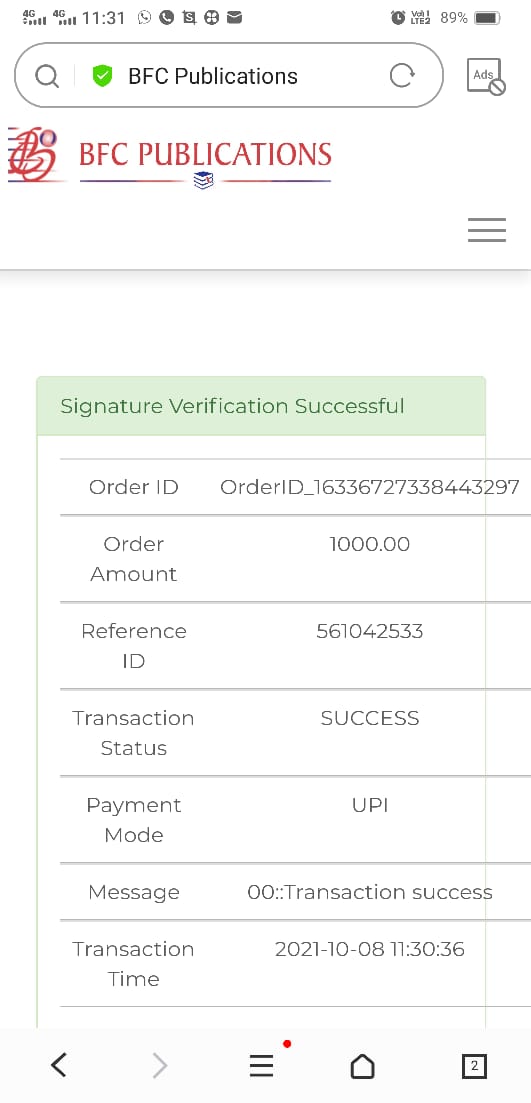 4G 4G 11:31 89%
BFC Publications
Ads
BFC PUBLICATIONS
Signature Verification Successful
Order ID OrderID_16336727338443297
Order Amount 1000.00
Reference ID 561042533
Transaction Status SUCCESS
Payment Mode UPI
Message 00::Transaction success
Transaction Time 2021-10-08 11:30:36
2